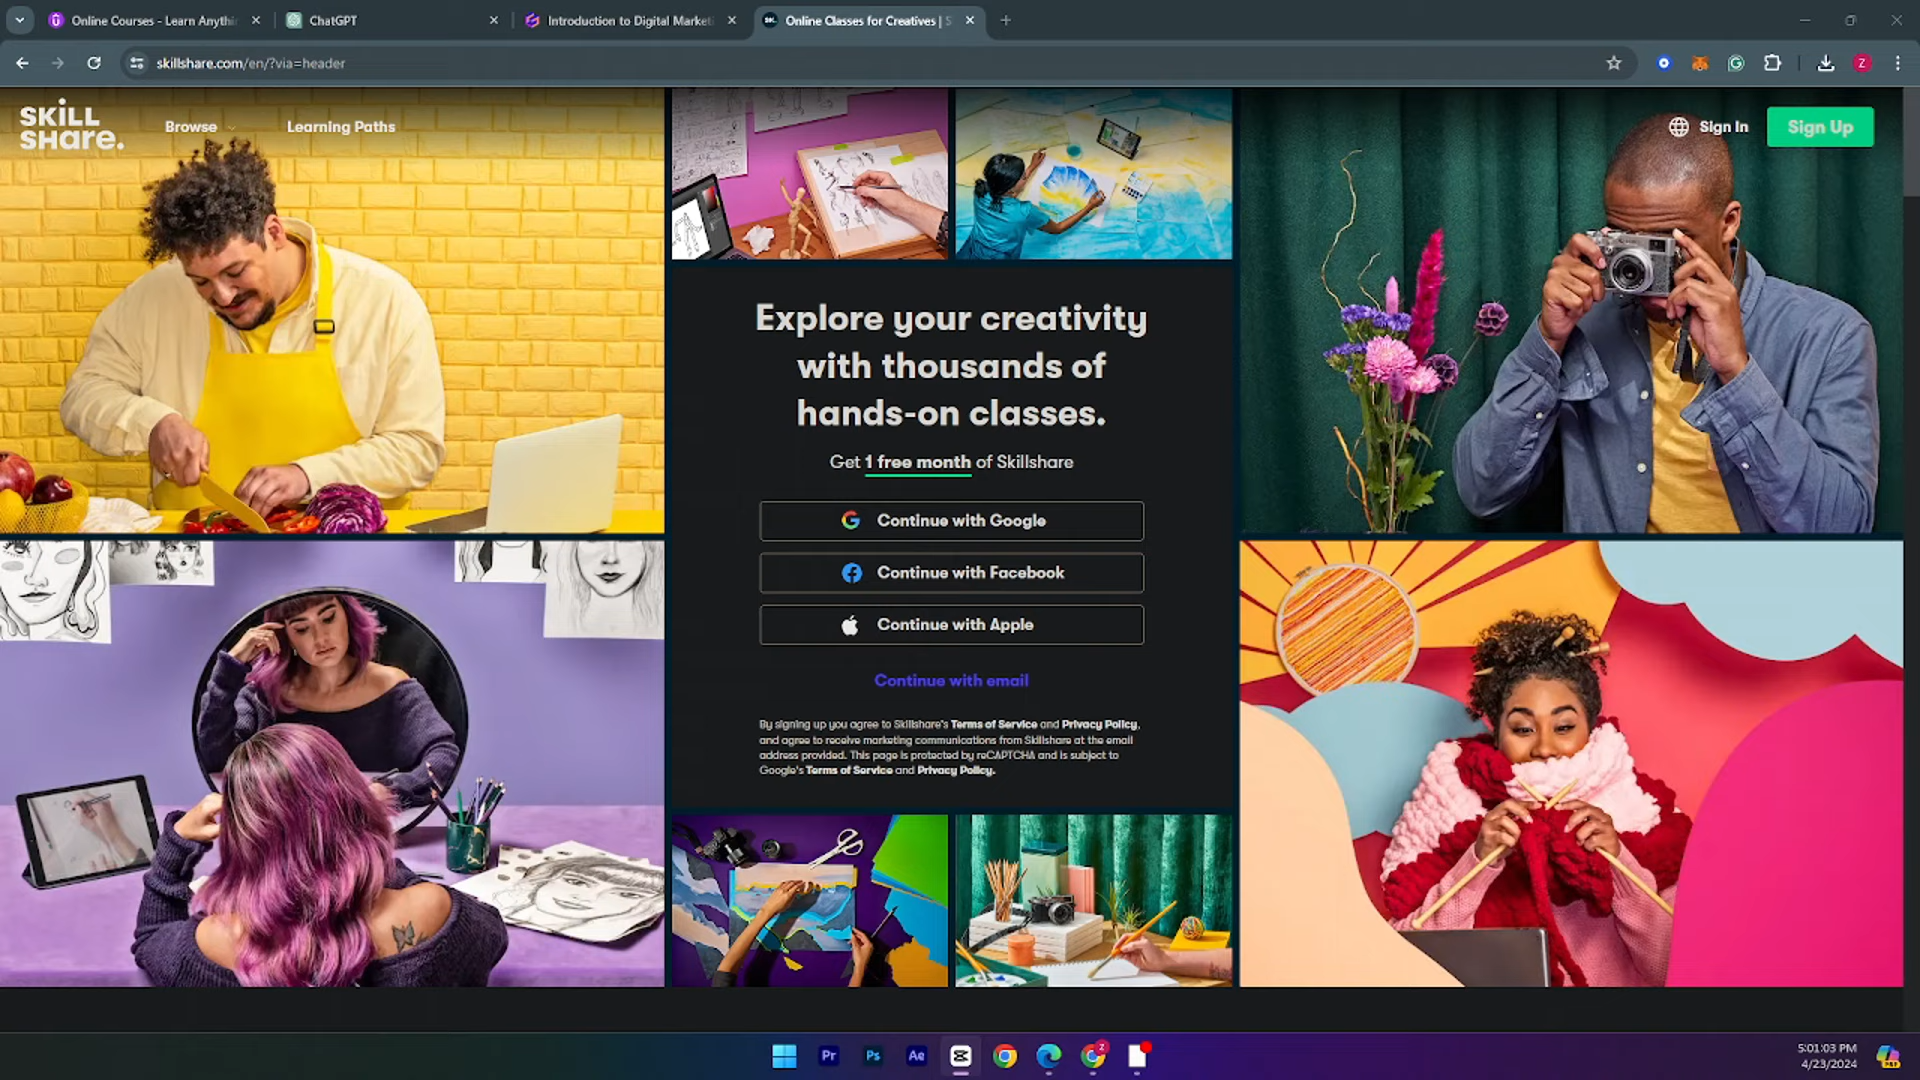 Online Courses - Learn Anythi
ChatGPT
Introduction to Digital Marketi
Online Classes for Creatives | S
skillshare.com/en/?via=header
Z
SKILL
SHARE.
Browse
Learning Paths
Sign In
Sign Up
Explore your creativity
with thousands of
hands-on classes.
Get 1 free month of Skillshare
Continue with Google
Continue with Facebook
Continue with Apple
Continue with email
By signing up you agree to Skillshare's Terms of Service and Privacy Policy,
and agree to receive marketing communications from Skillshare at the email
address provided. This page is protected by reCAPTCHA and is subject to
Google's Terms of Service and Privacy Policy.
Pr
Ps
Ae
Z
5:01:03 PM
4/23/2024